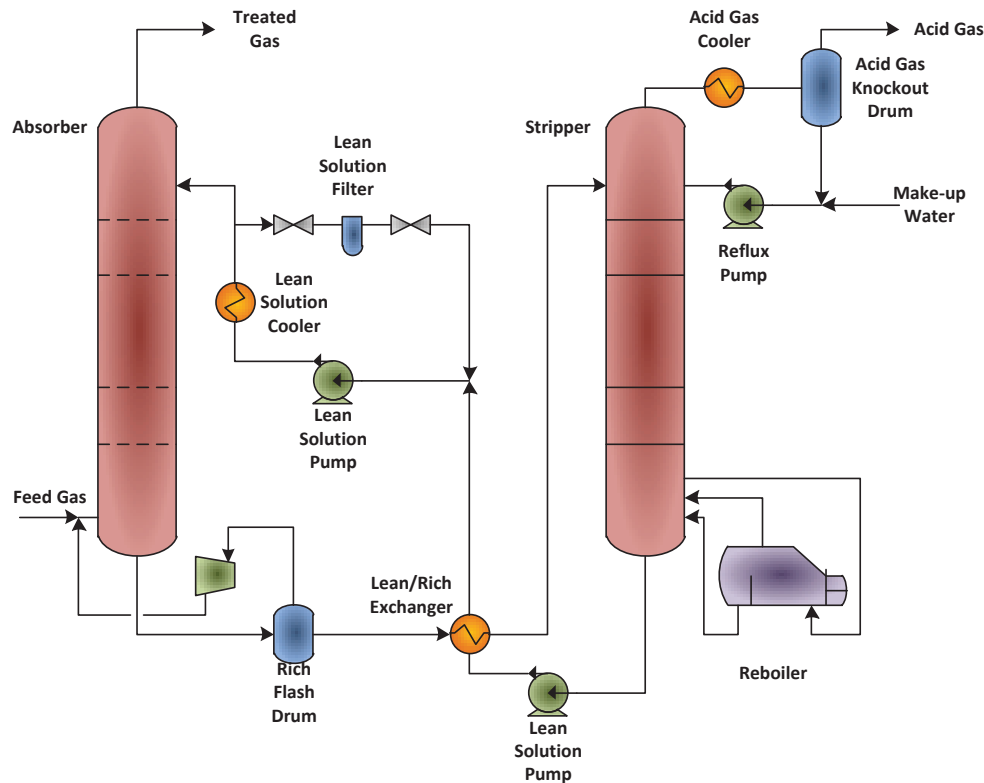 Treated
Gas
Acid Gas
Cooler
Acid Gas
Acid Gas
Knockout
Drum
Absorber
Stripper
Lean
Solution
Filter
Make-up
Water
Reflux
Pump
Lean
Solution
Cooler
Lean
Solution
Pump
Feed Gas
Lean/Rich
Exchanger
Rich
Flash
Drum
Reboiler
Lean
Solution
Pump